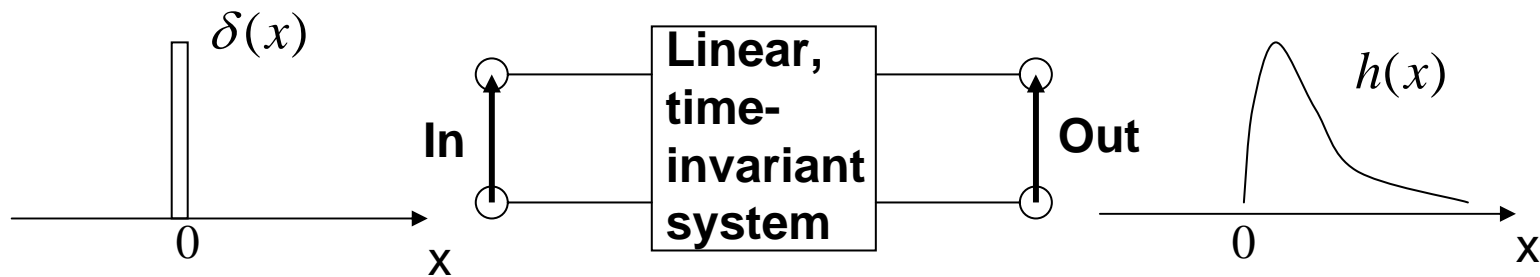 δ(x)
0
x
In
Linear,
time-
invariant
system
Out
h(x)
0
x